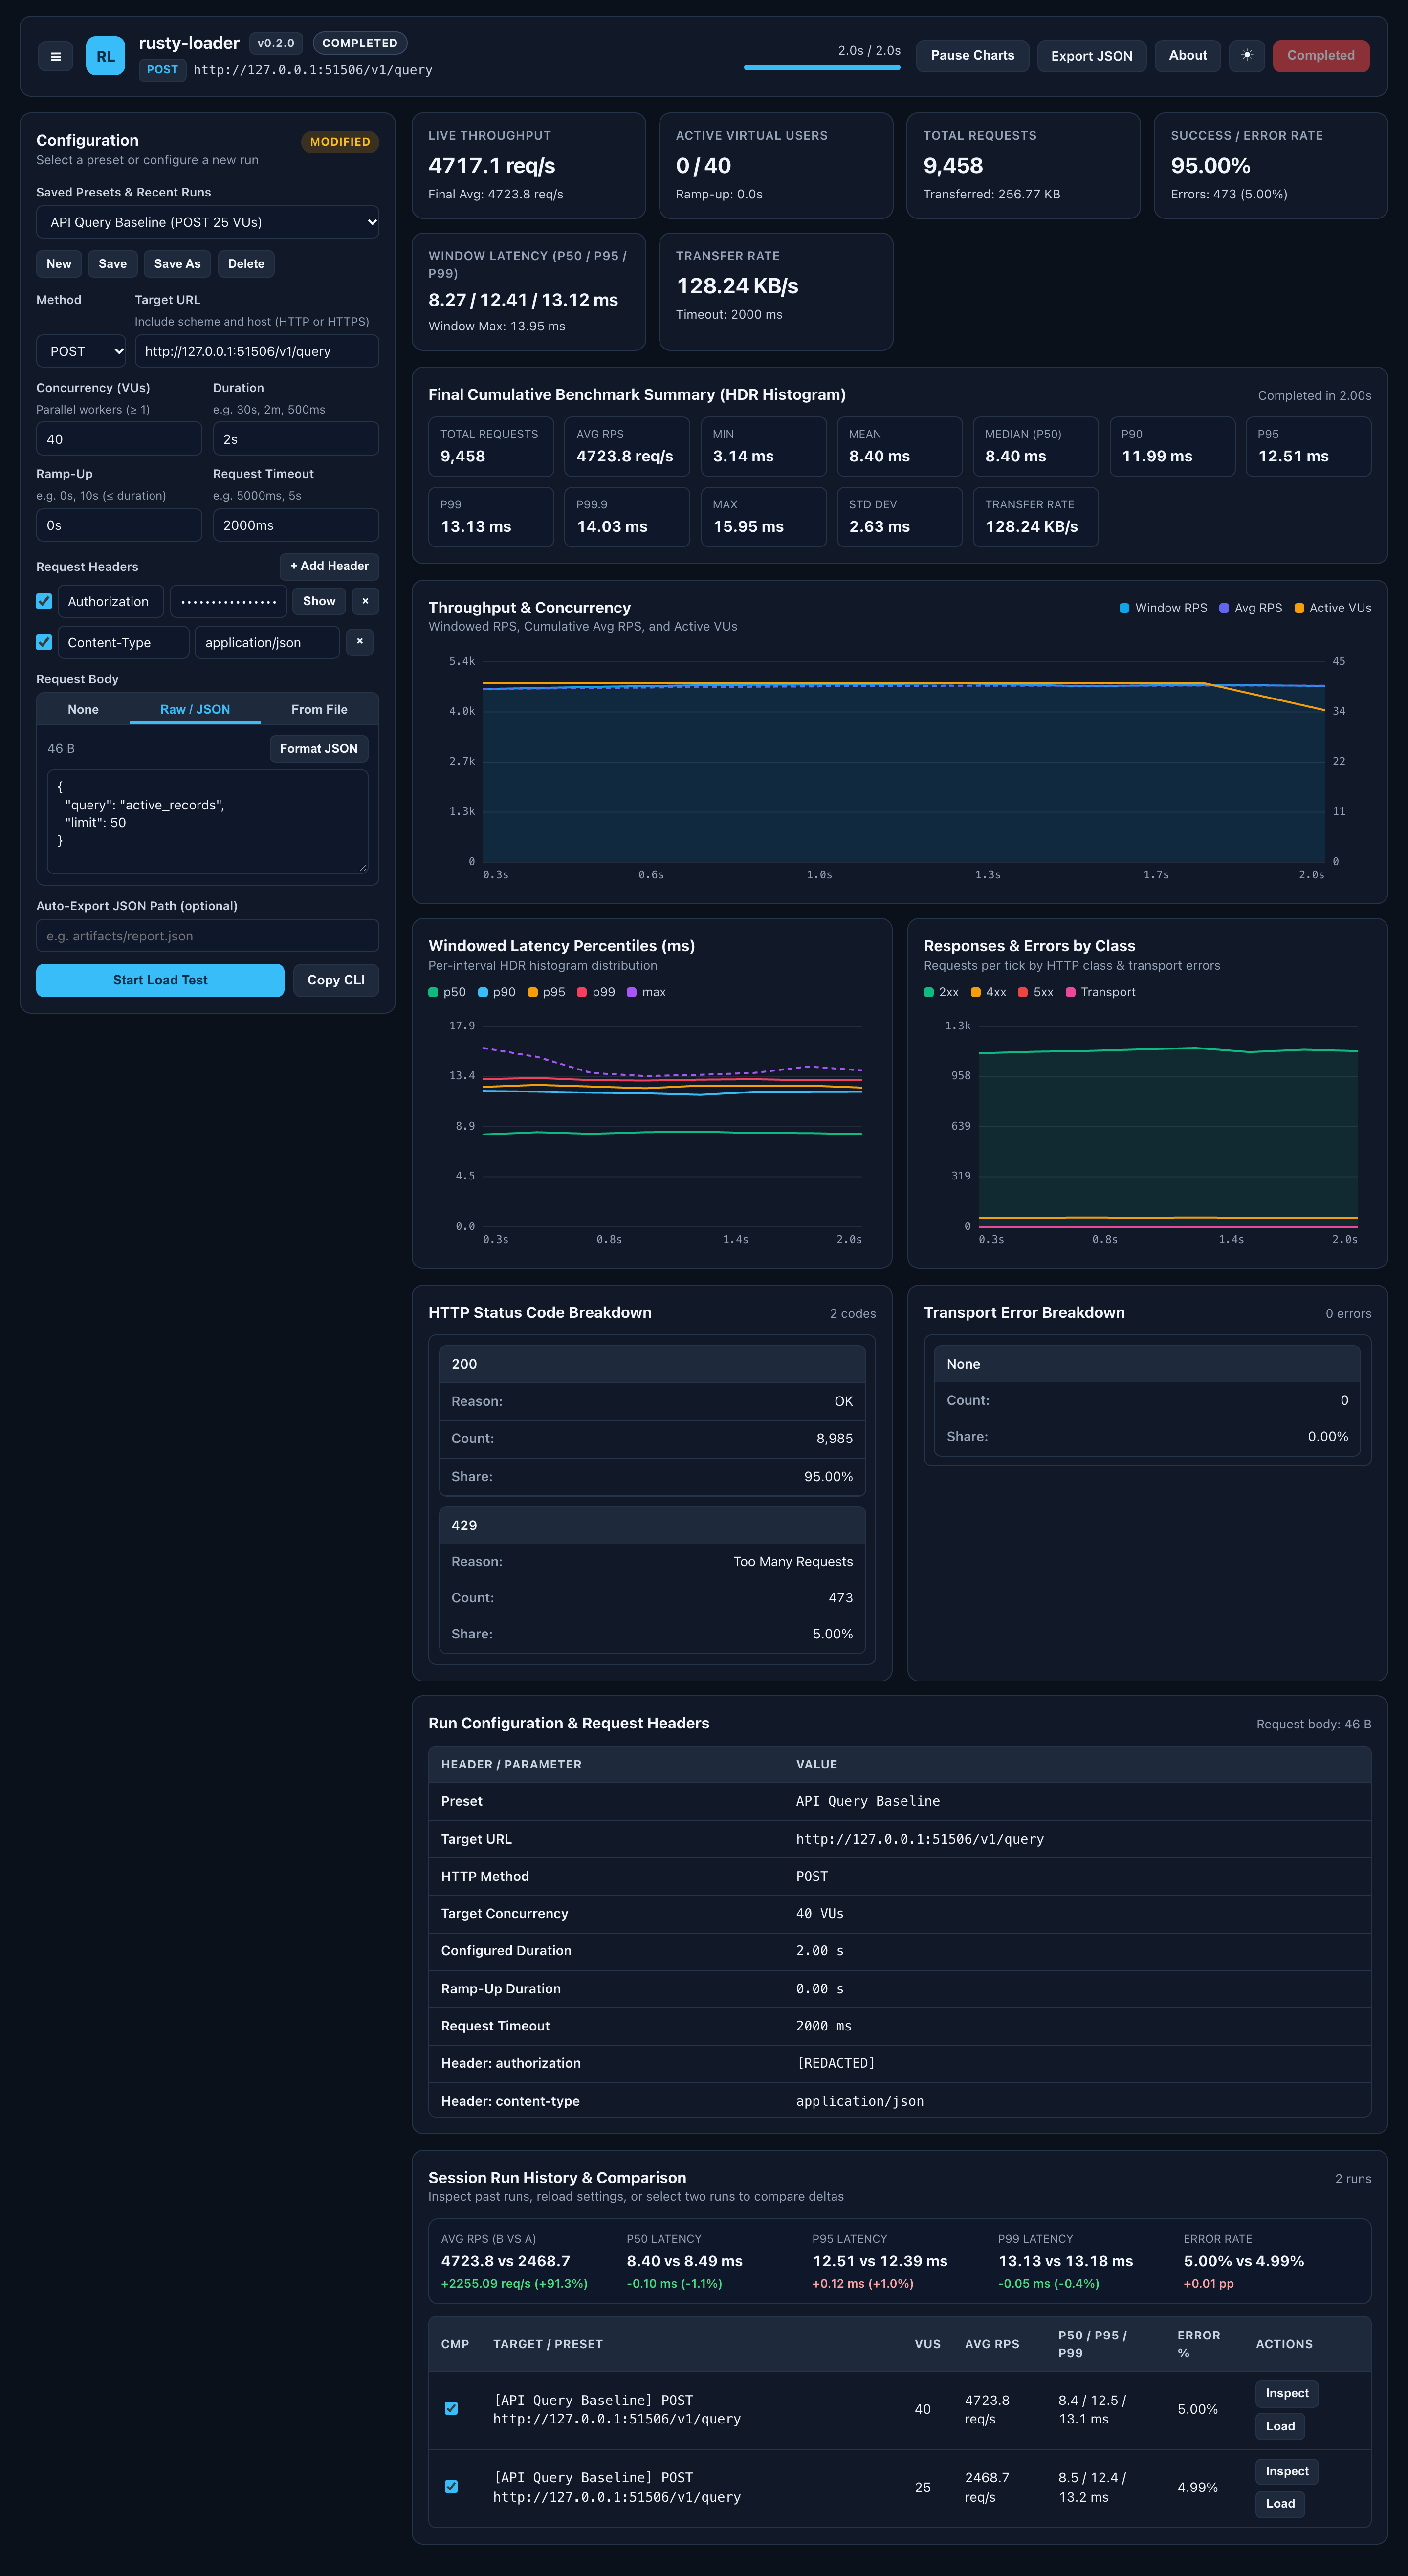 ≡
RL
rusty-loader v0.2.0 COMPLETED
POST http://127.0.0.1:51506/v1/query
2.0s / 2.0s
Pause Charts
Export JSON
About
☀
Completed
Configuration
MODIFIED
Select a preset or configure a new run
Saved Presets & Recent Runs
API Query Baseline (POST 25 VUs)
New Save Save As Delete
Method Target URL
Include scheme and host (HTTP or HTTPS)
POST http://127.0.0.1:51506/v1/query
Concurrency (VUs) Duration
Parallel workers (≥ 1) e.g. 30s, 2m, 500ms
40 2s
Ramp-Up Request Timeout
e.g. 0s, 10s (≤ duration) e.g. 5000ms, 5s
0s 2000ms
Request Headers + Add Header
Authorization •••••••••••••••• Show ×
Content-Type application/json ×
Request Body
None Raw / JSON From File
46 B Format JSON
{
"query": "active_records",
"limit": 50
}
Auto-Export JSON Path (optional)
e.g. artifacts/report.json
Start Load Test Copy CLI
LIVE THROUGHPUT
4717.1 req/s
Final Avg: 4723.8 req/s
ACTIVE VIRTUAL USERS
0 / 40
Ramp-up: 0.0s
TOTAL REQUESTS
9,458
Transferred: 256.77 KB
SUCCESS / ERROR RATE
95.00%
Errors: 473 (5.00%)
WINDOW LATENCY (P50 / P95 /
P99)
8.27 / 12.41 / 13.12 ms
Window Max: 13.95 ms
TRANSFER RATE
128.24 KB/s
Timeout: 2000 ms
Final Cumulative Benchmark Summary (HDR Histogram) Completed in 2.00s
TOTAL REQUESTS AVG RPS MIN MEAN MEDIAN (P50) P90 P95
9,458 4723.8 req/s 3.14 ms 8.40 ms 8.40 ms 11.99 ms 12.51 ms
P99 P99.9 MAX STD DEV TRANSFER RATE
13.13 ms 14.03 ms 15.95 ms 2.63 ms 128.24 KB/s
Throughput & Concurrency
Windowed RPS, Cumulative Avg RPS, and Active VUs
Window RPS Avg RPS Active VUs
5.4k 45
4.0k 34
2.7k 22
1.3k 11
0 0
0.3s 0.6s 1.0s 1.3s 1.7s 2.0s
Windowed Latency Percentiles (ms)
Per-interval HDR histogram distribution
p50 p90 p95 p99 max
17.9
13.4
8.9
4.5
0.0
0.3s 0.8s 1.4s 2.0s
Responses & Errors by Class
Requests per tick by HTTP class & transport errors
2xx 4xx 5xx Transport
1.3k
958
639
319
0
0.3s 0.8s 1.4s 2.0s
HTTP Status Code Breakdown 2 codes
200
Reason: OK
Count: 8,985
Share: 95.00%
429
Reason: Too Many Requests
Count: 473
Share: 5.00%
Transport Error Breakdown 0 errors
None
Count: 0
Share: 0.00%
Run Configuration & Request Headers Request body: 46 B
HEADER / PARAMETER VALUE
Preset API Query Baseline
Target URL http://127.0.0.1:51506/v1/query
HTTP Method POST
Target Concurrency 40 VUs
Configured Duration 2.00 s
Ramp-Up Duration 0.00 s
Request Timeout 2000 ms
Header: authorization [REDACTED]
Header: content-type application/json
Session Run History & Comparison 2 runs
Inspect past runs, reload settings, or select two runs to compare deltas
AVG RPS (B VS A) P50 LATENCY P95 LATENCY P99 LATENCY ERROR RATE
4723.8 vs 2468.7 8.40 vs 8.49 ms 12.51 vs 12.39 ms 13.13 vs 13.18 ms 5.00% vs 4.99%
+2255.09 req/s (+91.3%) -0.10 ms (-1.1%) +0.12 ms (+1.0%) -0.05 ms (-0.4%) +0.01 pp
CMP TARGET / PRESET VUS AVG RPS P50 / P95 / P99 ERROR %  ACTIONS
[API Query Baseline] POST
http://127.0.0.1:51506/v1/query
40
4723.8
req/s
8.4 / 12.5 /
13.1 ms
5.00%
Inspect
Load
[API Query Baseline] POST
http://127.0.0.1:51506/v1/query
25
2468.7
req/s
8.5 / 12.4 /
13.2 ms
4.99%
Inspect
Load